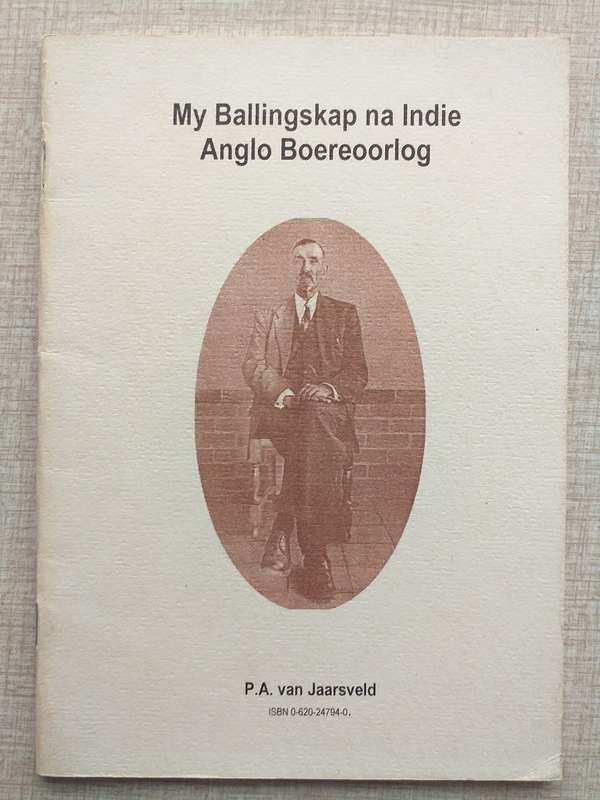 My Ballingskap na Indie
Anglo Boereoorlog
P.A. van Jaarsveld
ISBN 0-620-24794-0.